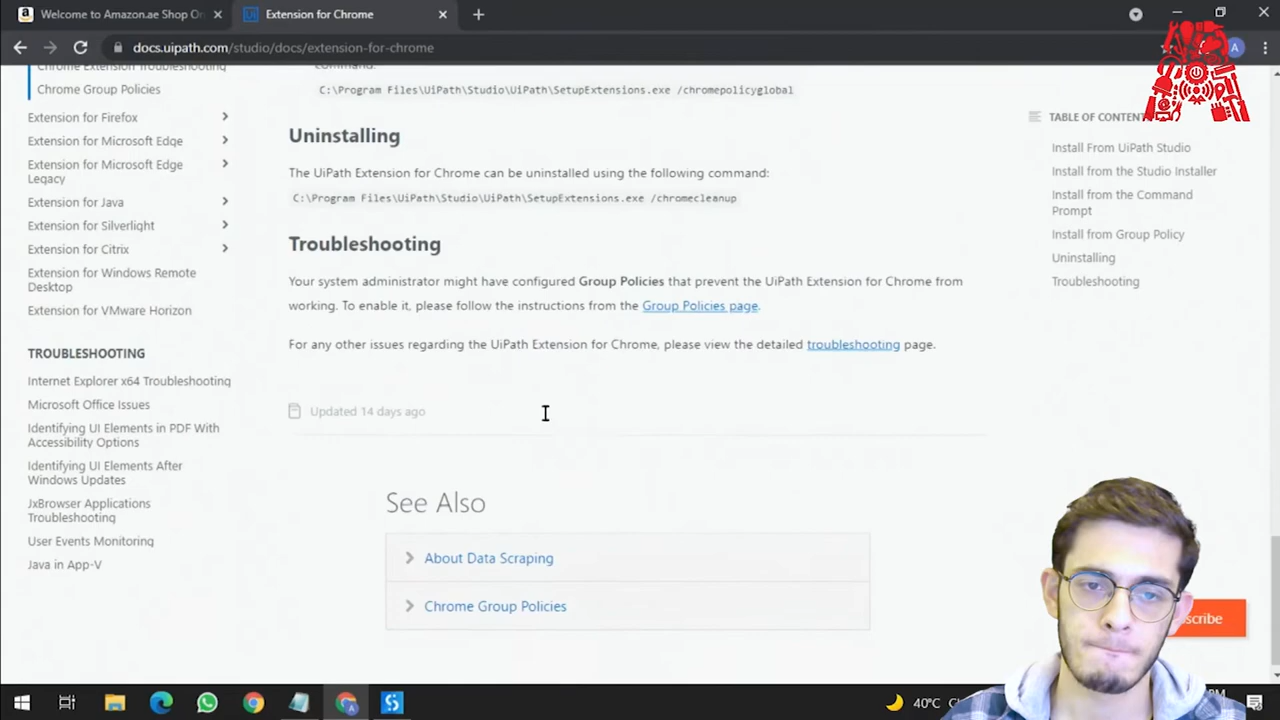 Welcome to Amazon.ae Shop On
Extension for Chrome
docs.uipath.com/studio/docs/extension-for-chrome
A
Chrome Extension Troubleshooting
Chrome Group Policies
Extension for Firefox
Extension for Microsoft Edge
Extension for Microsoft Edge
Legacy
Extension for Java
Extension for Silverlight
Extension for Citrix
Extension for Windows Remote
Desktop
Extension for VMware Horizon
TROUBLESHOOTING
Internet Explorer x64 Troubleshooting
Microsoft Office Issues
Identifying UI Elements in PDF With
Accessibility Options
Identifying UI Elements After
Windows Updates
JxBrowser Applications
Troubleshooting
User Events Monitoring
Java in App-V
command:
C:\Program Files\UiPath\Studio\UiPath\SetupExtensions.exe /chromepolicyglobal
Uninstalling
The UiPath Extension for Chrome can be uninstalled using the following command:
C:\Program Files\UiPath\Studio\UiPath\SetupExtensions.exe /chromecleanup
Troubleshooting
Your system administrator might have configured Group Policies that prevent the UiPath Extension for Chrome from
working. To enable it, please follow the instructions from the Group Policies page.
For any other issues regarding the UiPath Extension for Chrome, please view the detailed troubleshooting page.
Updated 14 days ago
See Also
About Data Scraping
Chrome Group Policies
TABLE OF CONTENT
Install From UiPath Studio
Install from the Studio Installer
Install from the Command
Prompt
Install from Group Policy
Uninstalling
Troubleshooting
scribe
40°C